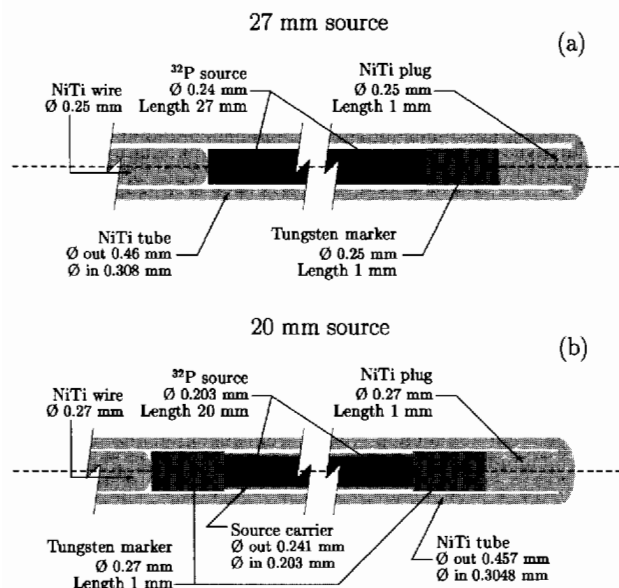 27 mm source
(a)
NiTi wire
Ø 0.25 mm
³²P source
Ø 0.24 mm
Length 27 mm
NiTi plug
Ø 0.25 mm
Length 1 mm
NiTi tube
Ø out 0.46 mm
Ø in 0.308 mm
Tungsten marker
Ø 0.25 mm
Length 1 mm
20 mm source
(b)
NiTi wire
Ø 0.27 mm
³²P source
Ø 0.203 mm
Length 20 mm
NiTi plug
Ø 0.27 mm
Length 1 mm
Tungsten marker
Ø 0.27 mm
Length 1 mm
Source carrier
Ø out 0.241 mm
Ø in 0.203 mm
NiTi tube
Ø out 0.457 mm
Ø in 0.3048 mm